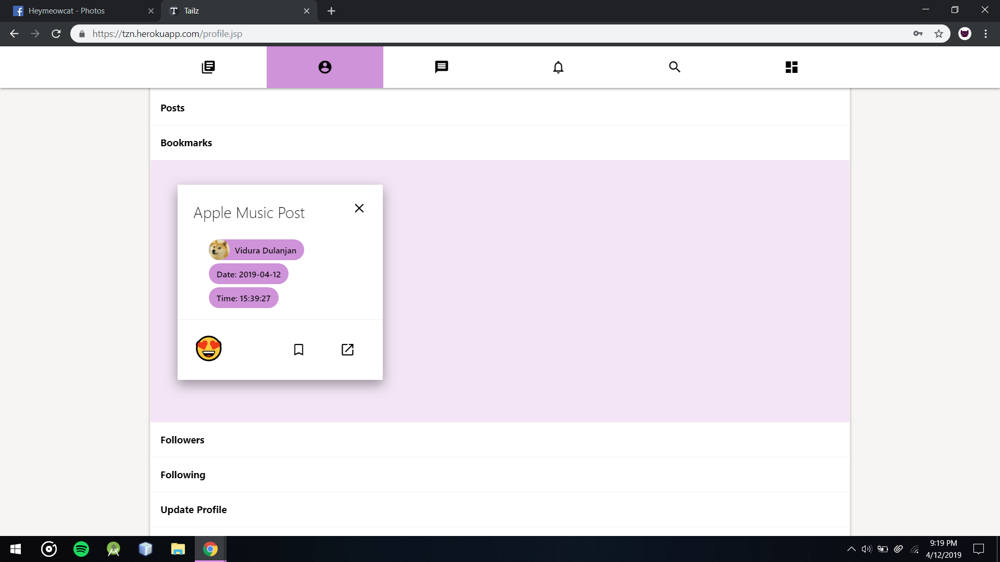 Heymeowcat - Photos
T Tailz
https://tzn.herokuapp.com/profile.jsp
Posts
Bookmarks
Apple Music Post
Vidura Dulanjan
Date: 2019-04-12
Time: 15:39:27
Followers
Following
Update Profile
9:19 PM
4/12/2019